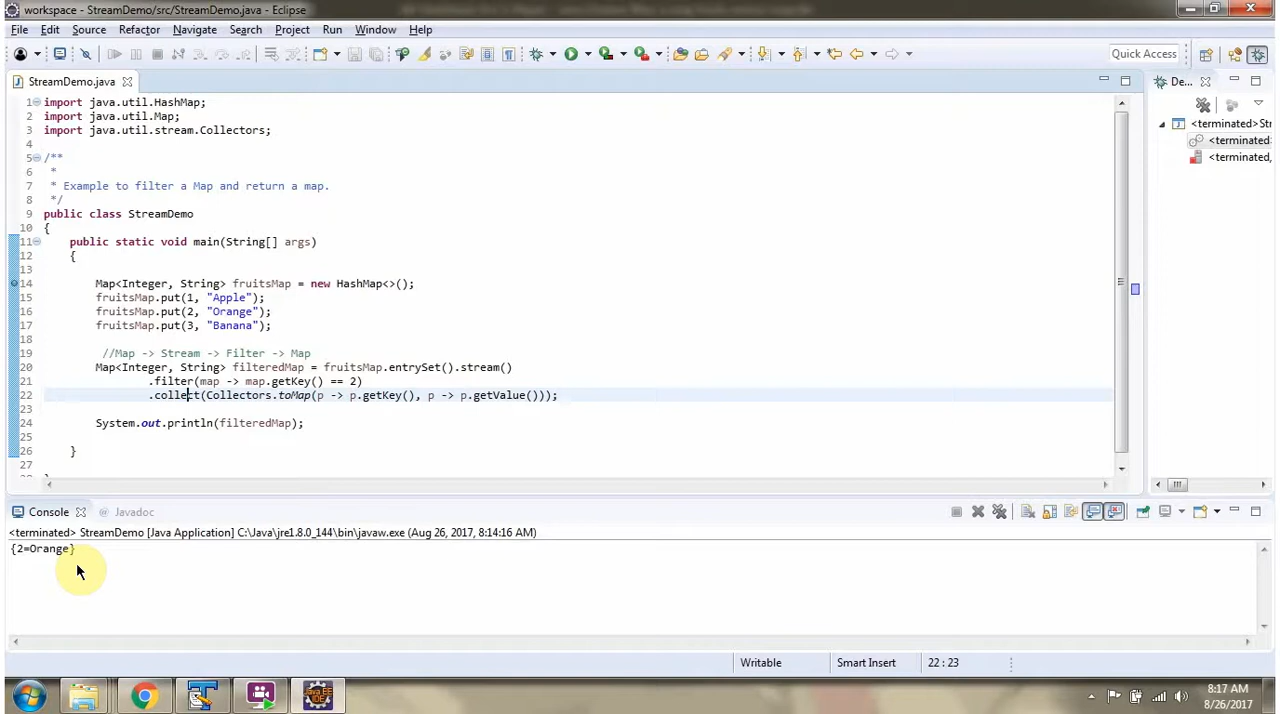 workspace - StreamDemo/src/StreamDemo.java - Eclipse
File Edit Source Refactor Navigate Search Project Run Window Help
Quick Access
StreamDemo.java
De...
1 import java.util.HashMap;
2 import java.util.Map;
3 import java.util.stream.Collectors;
4
5 /**
6 *
7 * Example to filter a Map and return a map.
8 */
9 public class StreamDemo
10 {
11 public static void main(String[] args)
12 {
13
14 Map<Integer, String> fruitsMap = new HashMap<>();
15 fruitsMap.put(1, "Apple");
16 fruitsMap.put(2, "Orange");
17 fruitsMap.put(3, "Banana");
18
19 //Map -> Stream -> Filter -> Map
20 Map<Integer, String> filteredMap = fruitsMap.entrySet().stream()
21 .filter(map -> map.getKey() == 2)
22 .collect(Collectors.toMap(p -> p.getKey(), p -> p.getValue()));
23
24 System.out.println(filteredMap);
25
26 }
27
<terminated>Str
<terminated>
<terminated,
Console Javadoc
<terminated> StreamDemo [Java Application] C:\Java\jre1.8.0_144\bin\javaw.exe (Aug 26, 2017, 8:14:16 AM)
{2=Orange}
Writable Smart Insert 22 : 23
8:17 AM
8/26/2017